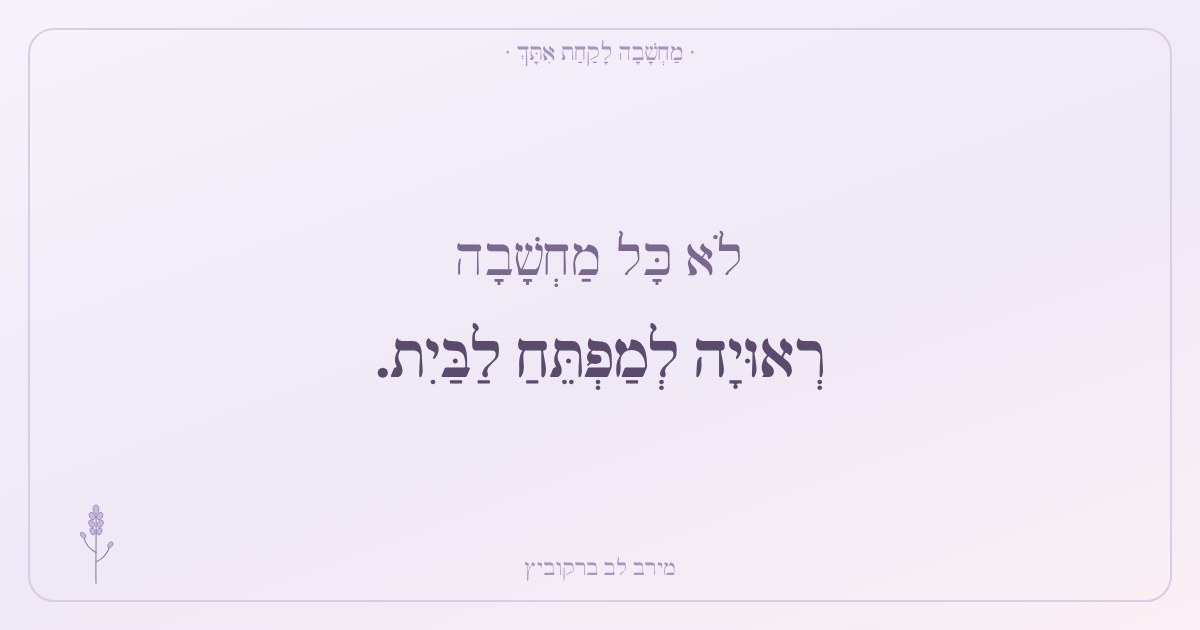 · מַחְשָׁבָה לָקַחַת אִתָּךְ ·
לֹא כָּל מַחְשָׁבָה
רְאוּיָה לְמַפְתֵּחַ לַבַּיִת.
מירב לב ברקוביץ